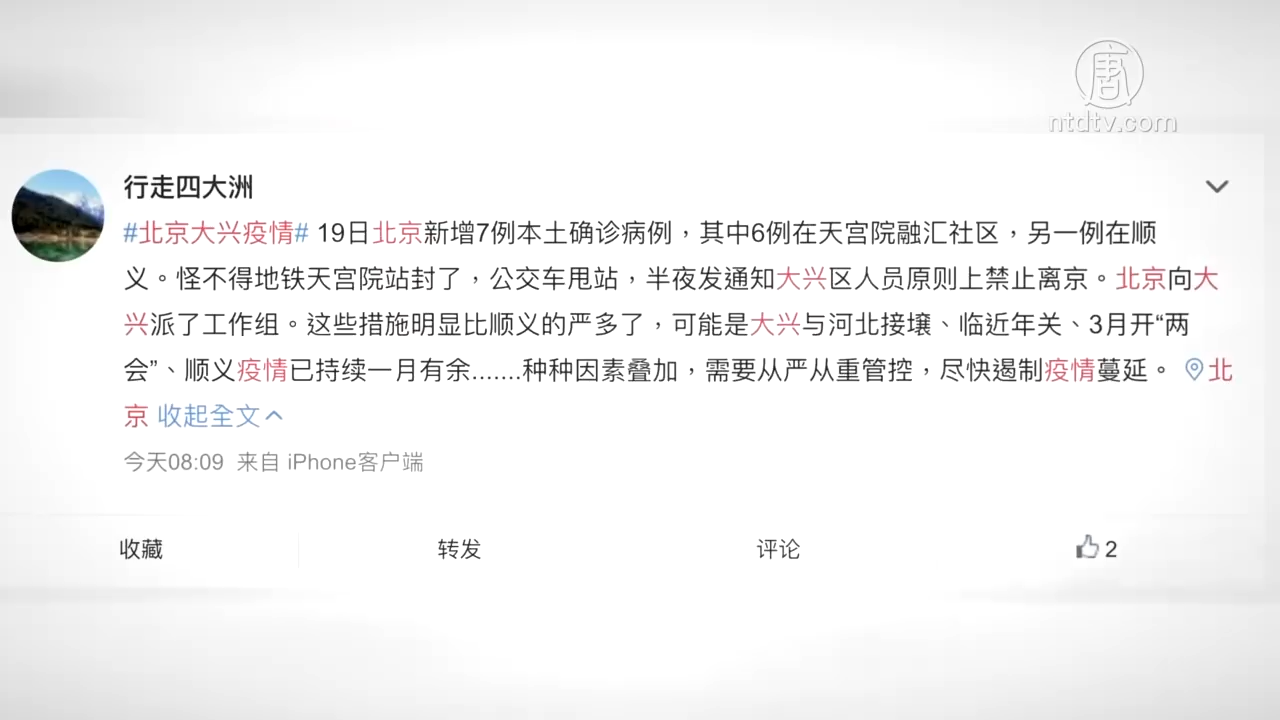 唐
ntdtv.com
行走四大洲
#北京大兴疫情# 19日北京新增7例本土确诊病例，其中6例在天宫院融汇社区，另一例在顺
义。怪不得地铁天宫院站封了，公交车甩站，半夜发通知大兴区人员原则上禁止离京。北京向大
兴派了工作组。这些措施明显比顺义的严多了，可能是大兴与河北接壤、临近年关、3月开“两
会”、顺义疫情已持续一月有余.......种种因素叠加，需要从严从重管控，尽快遏制疫情蔓延。 北
京 收起全文
今天08:09 来自 iPhone客户端
收藏 转发 评论 2